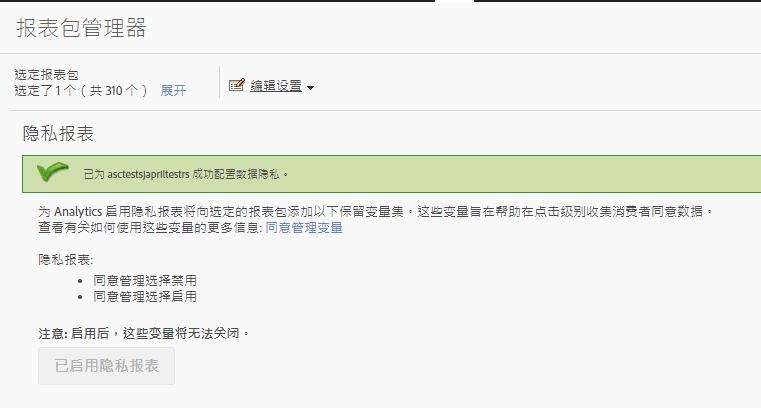 报表包管理器
选定报表包
选定了 1 个（共 310 个） 展开
编辑设置
隐私报表
已为 asctestsjapriltestrs 成功配置数据隐私。
为 Analytics 启用隐私报表将向选定的报表包添加以下保留变量集。这些变量旨在帮助在点击级别收集消费者同意数据。
查看有关如何使用这些变量的更多信息: 同意管理变量
隐私报表:
同意管理选择禁用
同意管理选择启用
注意: 启用后，这些变量将无法关闭。
已启用隐私报表